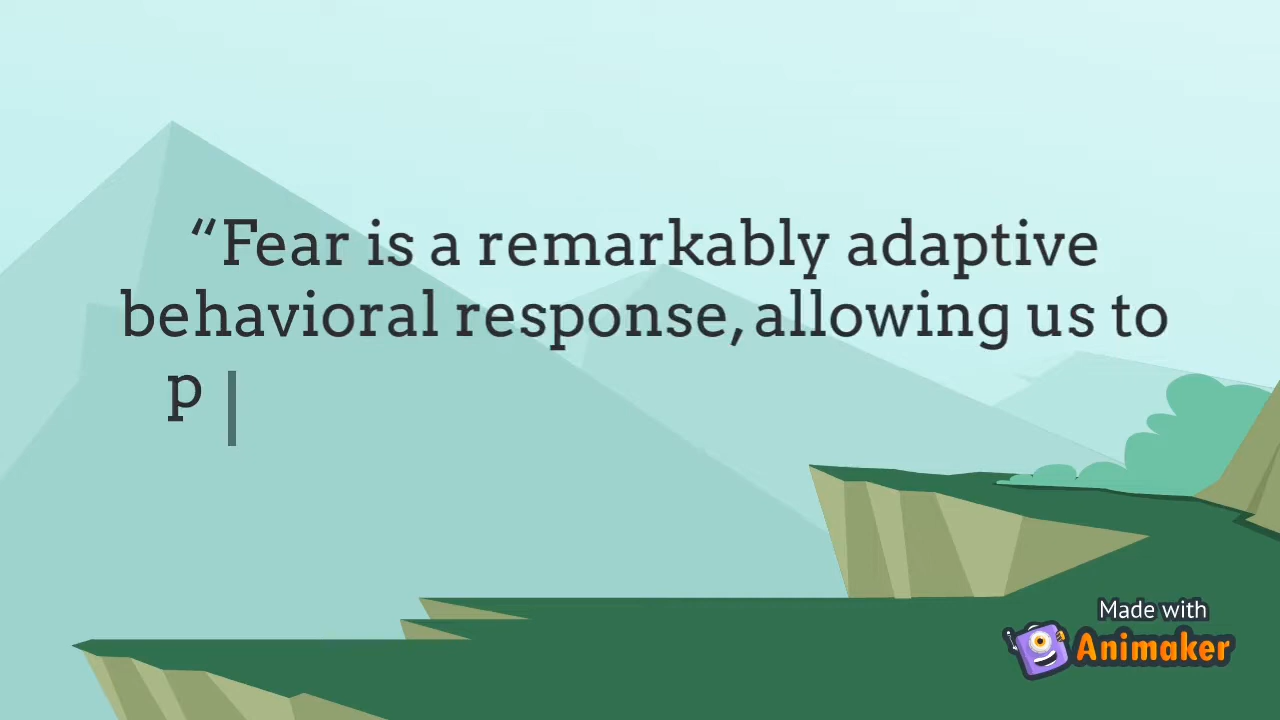 “Fear is a remarkably adaptive
behavioral response, allowing us to
p
Made with
Animaker